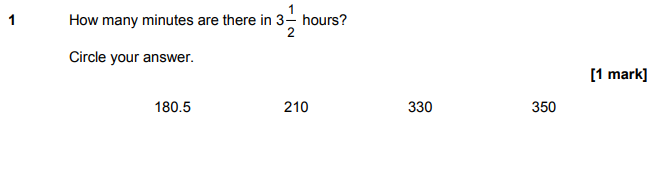 1 How many minutes are there in 3 1/2 hours?
Circle your answer.
[1 mark]
180.5 210 330 350